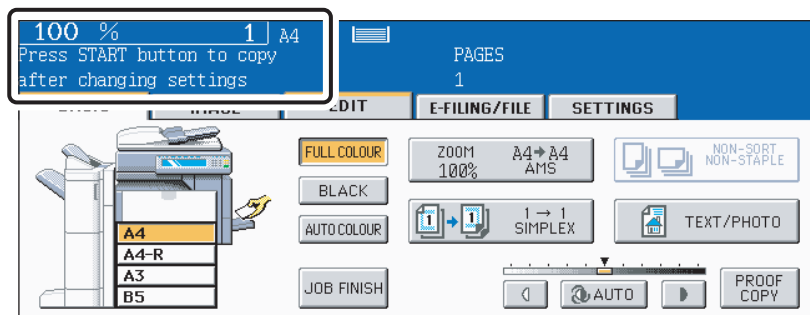 100 % 1 A4
Press START button to copy
after changing settings
PAGES
1
EDIT
E-FILING/FILE
SETTINGS
FULL COLOUR
BLACK
AUTO COLOUR
JOB FINISH
A4
A4-R
A3
B5
ZOOM
100%
A4→A4
AMS
NON-SORT
NON-STAPLE
1 → 1
1 → 1
SIMPLEX
TEXT/PHOTO
AUTO
PROOF
COPY